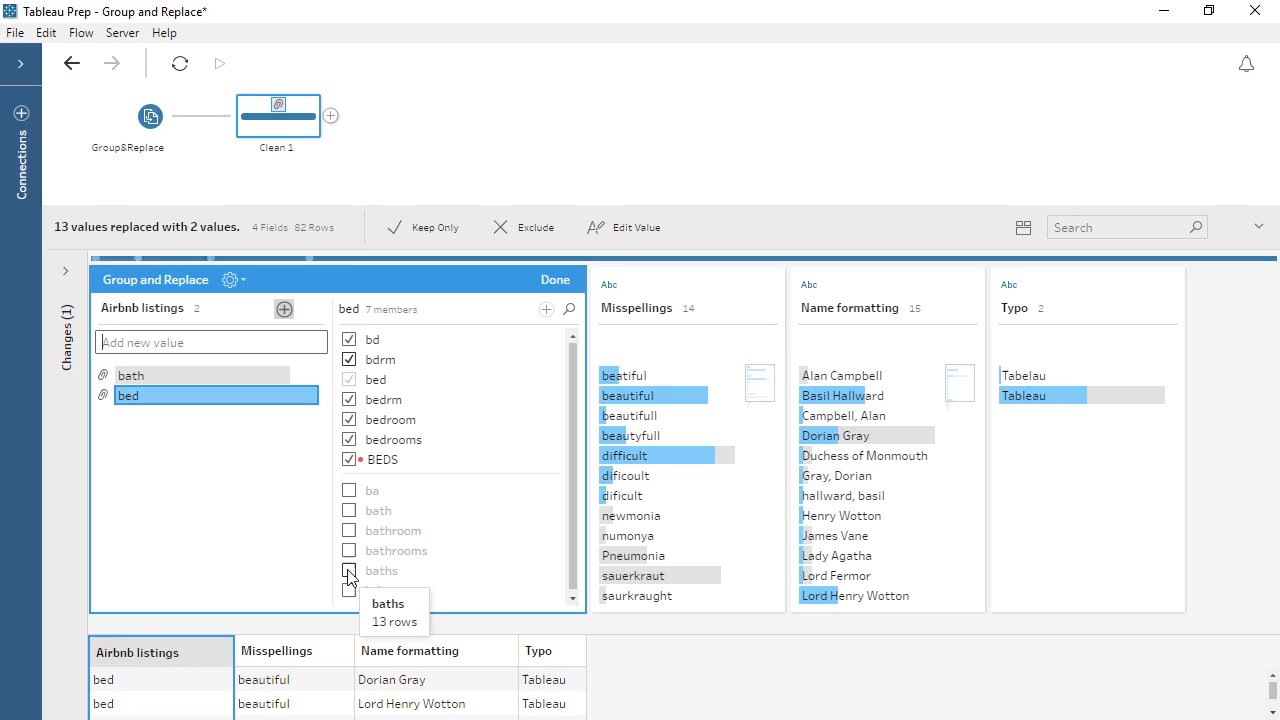 Tableau Prep - Group and Replace*
File Edit Flow Server Help
Connections
Group&Replace
Clean 1
13 values replaced with 2 values. 4 Fields 82 Rows
Keep Only
Exclude
Edit Value
Search
Changes (1)
Group and Replace
Done
Airbnb listings 2
Add new value
bath
bed
bed 7 members
bd
bdrm
bed
bedrm
bedroom
bedrooms
BEDS
ba
bath
bathroom
bathrooms
baths
baths
13 rows
Abc
Misspellings 14
beatiful
beautiful
beautifull
beautyfull
difficult
dificoult
dificult
newmonia
numonya
Pneumonia
sauerkraut
saurkraught
Abc
Name formatting 15
Alan Campbell
Basil Hallward
Campbell, Alan
Dorian Gray
Duchess of Monmouth
Gray, Dorian
hallward, basil
Henry Wotton
James Vane
Lady Agatha
Lord Fermor
Lord Henry Wotton
Abc
Typo 2
Tabelau
Tableau
Airbnb listings Misspellings Name formatting Typo
bed beautiful Dorian Gray Tableau
bed beautiful Lord Henry Wotton Tableau